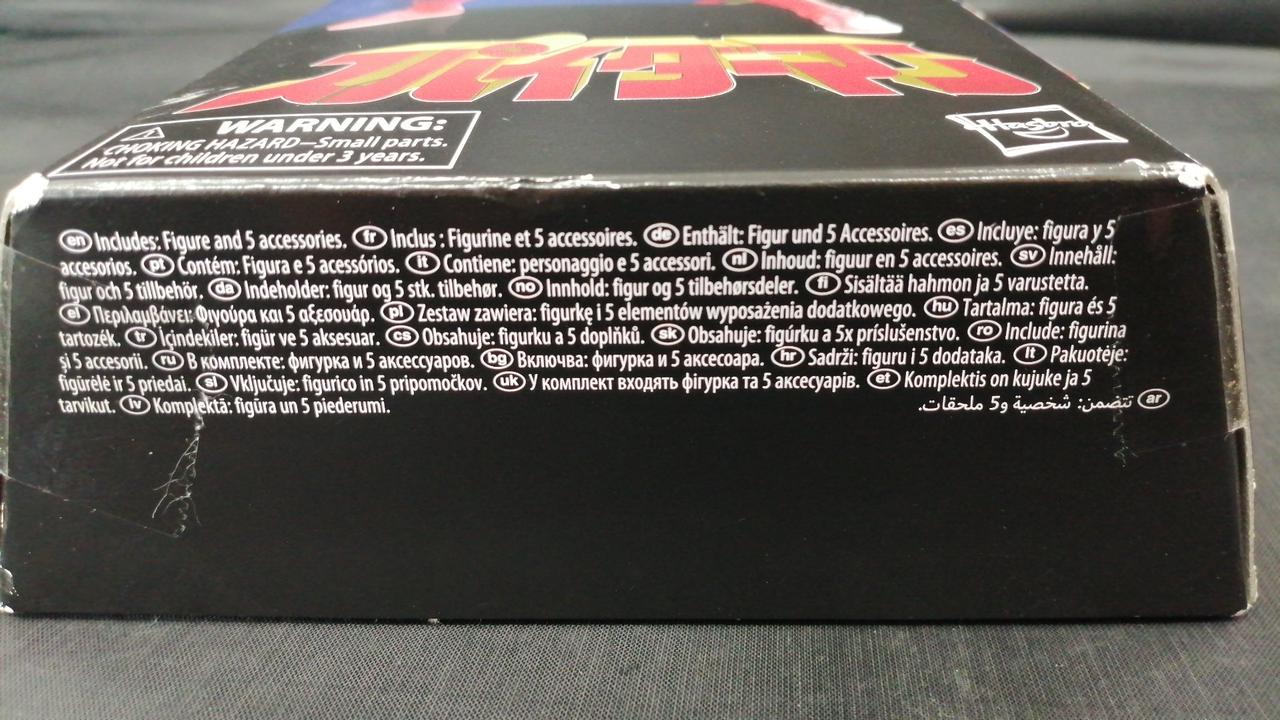 スパイダーマン
WARNING:
CHOKING HAZARD—Small parts.
Not for children under 3 years.
Hasbro
en Includes: Figure and 5 accessories. fr Inclus : Figurine et 5 accessoires. de Enthält: Figur und 5 Accessoires. es Incluye: figura y 5
accesorios. pt Contém: Figura e 5 acessórios. it Contiene: personaggio e 5 accessori. nl Inhoud: figuur en 5 accessoires. sv Innehåll:
figur och 5 tillbehör. da Indeholder: figur og 5 stk. tilbehør. no Innhold: figur og 5 tilbehørsdeler. fi Sisältää hahmon ja 5 varustetta.
el Περιλαμβάνει: Φιγούρα και 5 αξεσουάρ. pl Zestaw zawiera: figurkę i 5 elementów wyposażenia dodatkowego. hu Tartalma: figura és 5
tartozék. tr İçindekiler: figür ve 5 aksesuar. cs Obsahuje: figurku a 5 doplňků. sk Obsahuje: figúrku a 5x príslušenstvo. ro Include: figurina
și 5 accesorii. ru В комплекте: фигурка и 5 аксессуаров. bg Включва: фигурка и 5 аксесоара. hr Sadrži: figuru i 5 dodataka. lt Pakuotėje:
figūrėlė ir 5 priedai. sl Vključuje: figurico in 5 pripomočkov. uk У комплект входять фігурка та 5 аксесуарів. et Komplektis on kujuke ja 5
tarvikut. lv Komplektā: figūra un 5 piederumi.
ar تتضمن: شخصية و5 ملحقات.